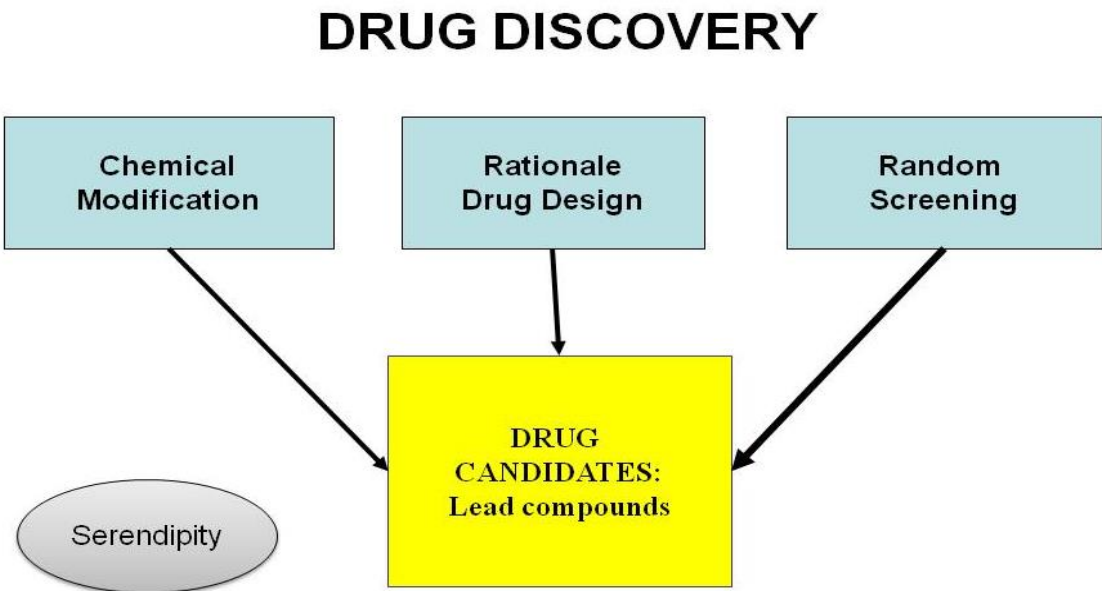 DRUG DISCOVERY
Chemical
Modification
Rationale
Drug Design
Random
Screening
DRUG
CANDIDATES:
Lead compounds
Serendipity